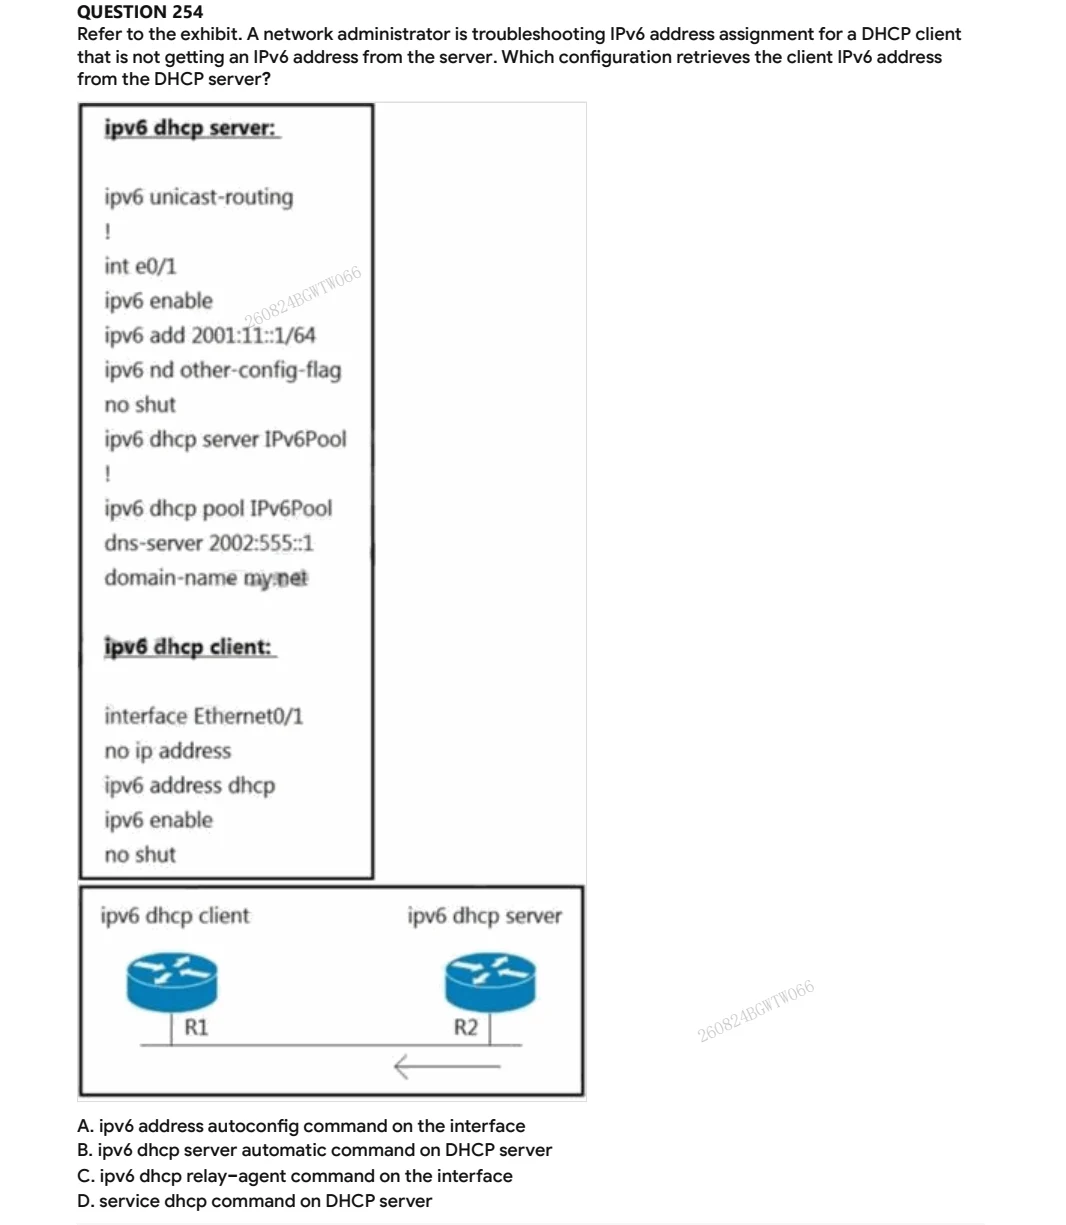 QUESTION 254
Refer to the exhibit. A network administrator is troubleshooting IPv6 address assignment for a DHCP client
that is not getting an IPv6 address from the server. Which configuration retrieves the client IPv6 address
from the DHCP server?
ipv6 dhcp server:
ipv6 unicast-routing
!
int e0/1
ipv6 enable
260824BGWTW066
ipv6 add 2001:11::1/64
ipv6 nd other-config-flag
no shut
ipv6 dhcp server IPv6Pool
!
ipv6 dhcp pool IPv6Pool
dns-server 2002:555::1
domain-name my.net
ipv6 dhcp client:
interface Ethernet0/1
no ip address
ipv6 address dhcp
ipv6 enable
no shut
ipv6 dhcp client
ipv6 dhcp server
R1
R2
260824BGWTW066
A. ipv6 address autoconfig command on the interface
B. ipv6 dhcp server automatic command on DHCP server
C. ipv6 dhcp relay-agent command on the interface
D. service dhcp command on DHCP server